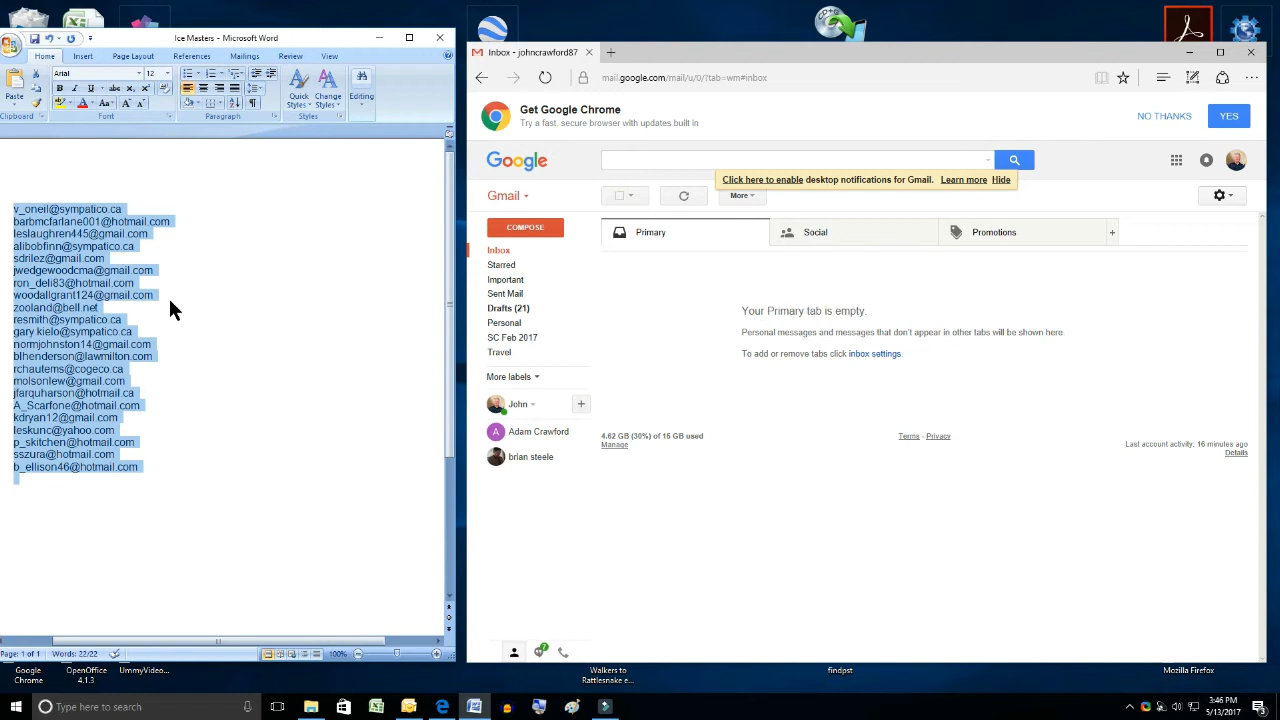 Ice Masters - Microsoft Word
Home Insert Page Layout References Mailings Review View
Arial 12
Paste
Quick Styles
Change Styles
Editing
Clipboard Font Paragraph Styles
v_oneil@sympatico.ca
bartmcfarlane001@hotmail.com
leslaughren445@gmail.com
alibobfinn@sympatico.ca
sdrilez@gmail.com
jwedgewoodcma@gmail.com
ron_deli83@hotmail.com
woodallgrant124@gmail.com
zooland@bell.net
resmith@sympatico.ca
gary.kielo@sympatico.ca
normjohnston14@gmail.com
blhenderson@lawmilton.com
rchautems@cogeco.ca
molsonlew@gmail.com
jfarquharson@hotmail.com
A_Scarfone@hotmail.com
kdryan12@gmail.com
leskunc@yahoo.com
p_skitchen@hotmail.com
sszura@hotmail.com
b_ellison46@hotmail.com
Page: 1 of 1 Words: 22/22 100%
Inbox - johncrawford87
mail.google.com/mail/u/0/?tab=wm#inbox
Get Google Chrome
Try a fast, secure browser with updates built in
NO THANKS YES
Google
Click here to enable desktop notifications for Gmail. Learn more Hide
Gmail
More
COMPOSE
Primary Social Promotions
Inbox
Starred
Important
Sent Mail
Drafts (21)
Personal
SC Feb 2017
Travel
More labels
John
Adam Crawford
brian steele
Your Primary tab is empty.
Personal messages and messages that don't appear in other tabs will be shown here.
To add or remove tabs click inbox settings.
4.62 GB (30%) of 15 GB used
Manage
Terms - Privacy
Last account activity: 16 minutes ago
Details
Google Chrome
OpenOffice 4.1.3
UmmyVideo...
Walkers to Rattlesnake e...
findpst
Mozilla Firefox
Type here to search
3:46 PM
5/13/2017